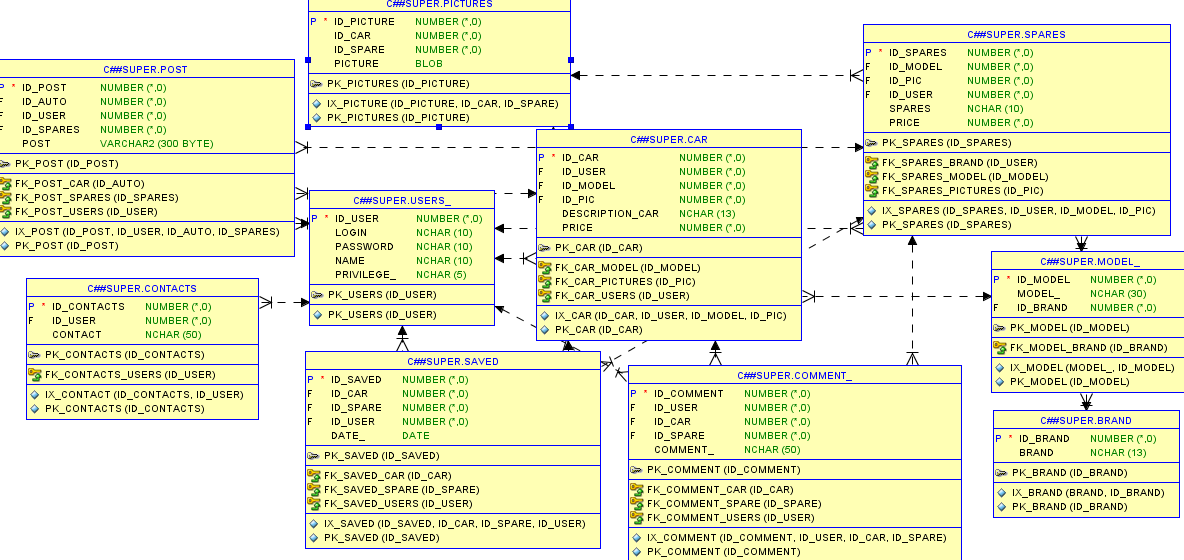 C##SUPER.PICTURES
P * ID_PICTURE NUMBER (*,0)
ID_CAR NUMBER (*,0)
ID_SPARE NUMBER (*,0)
PICTURE BLOB
PK_PICTURES (ID_PICTURE)
IX_PICTURE (ID_PICTURE, ID_CAR, ID_SPARE)
PK_PICTURES (ID_PICTURE)
C##SUPER.SPARES
P * ID_SPARES NUMBER (*,0)
F ID_MODEL NUMBER (*,0)
F ID_PIC NUMBER (*,0)
F ID_USER NUMBER (*,0)
SPARES NCHAR (10)
PRICE NUMBER (*,0)
PK_SPARES (ID_SPARES)
FK_SPARES_BRAND (ID_USER)
FK_SPARES_MODEL (ID_MODEL)
FK_SPARES_PICTURES (ID_PIC)
IX_SPARES (ID_SPARES, ID_USER, ID_MODEL, ID_PIC)
PK_SPARES (ID_SPARES)
C##SUPER.POST
P * ID_POST NUMBER (*,0)
F ID_AUTO NUMBER (*,0)
F ID_USER NUMBER (*,0)
F ID_SPARES NUMBER (*,0)
POST VARCHAR2 (300 BYTE)
PK_POST (ID_POST)
FK_POST_CAR (ID_AUTO)
FK_POST_SPARES (ID_SPARES)
FK_POST_USERS (ID_USER)
IX_POST (ID_POST, ID_USER, ID_AUTO, ID_SPARES)
PK_POST (ID_POST)
C##SUPER.CAR
P * ID_CAR NUMBER (*,0)
F ID_USER NUMBER (*,0)
F ID_MODEL NUMBER (*,0)
F ID_PIC NUMBER (*,0)
DESCRIPTION_CAR NCHAR (13)
PRICE NUMBER (*,0)
PK_CAR (ID_CAR)
FK_CAR_MODEL (ID_MODEL)
FK_CAR_PICTURES (ID_PIC)
FK_CAR_USERS (ID_USER)
IX_CAR (ID_CAR, ID_USER, ID_MODEL, ID_PIC)
PK_CAR (ID_CAR)
C##SUPER.USERS_
P * ID_USER NUMBER (*,0)
LOGIN NCHAR (10)
PASSWORD NCHAR (10)
NAME NCHAR (10)
PRIVILEGE_ NCHAR (5)
PK_USERS (ID_USER)
PK_USERS (ID_USER)
C##SUPER.MODEL_
P * ID_MODEL NUMBER (*,0)
MODEL_ NCHAR (30)
F ID_BRAND NUMBER (*,0)
PK_MODEL (ID_MODEL)
FK_MODEL_BRAND (ID_BRAND)
IX_MODEL (MODEL_, ID_MODEL)
PK_MODEL (ID_MODEL)
C##SUPER.CONTACTS
P * ID_CONTACTS NUMBER (*,0)
F ID_USER NUMBER (*,0)
CONTACT NCHAR (50)
PK_CONTACTS (ID_CONTACTS)
FK_CONTACTS_USERS (ID_USER)
IX_CONTACT (ID_CONTACTS, ID_USER)
PK_CONTACTS (ID_CONTACTS)
C##SUPER.SAVED
P * ID_SAVED NUMBER (*,0)
F ID_CAR NUMBER (*,0)
F ID_SPARE NUMBER (*,0)
F ID_USER NUMBER (*,0)
DATE_ DATE
PK_SAVED (ID_SAVED)
FK_SAVED_CAR (ID_CAR)
FK_SAVED_SPARE (ID_SPARE)
FK_SAVED_USERS (ID_USER)
IX_SAVED (ID_SAVED, ID_CAR, ID_SPARE, ID_USER)
PK_SAVED (ID_SAVED)
C##SUPER.COMMENT_
P * ID_COMMENT NUMBER (*,0)
F ID_USER NUMBER (*,0)
F ID_CAR NUMBER (*,0)
F ID_SPARE NUMBER (*,0)
COMMENT_ NCHAR (50)
PK_COMMENT (ID_COMMENT)
FK_COMMENT_CAR (ID_CAR)
FK_COMMENT_SPARE (ID_SPARE)
FK_COMMENT_USERS (ID_USER)
IX_COMMENT (ID_COMMENT, ID_USER, ID_CAR, ID_SPARE)
PK_COMMENT (ID_COMMENT)
C##SUPER.BRAND
P * ID_BRAND NUMBER (*,0)
BRAND NCHAR (13)
PK_BRAND (ID_BRAND)
IX_BRAND (BRAND, ID_BRAND)
PK_BRAND (ID_BRAND)